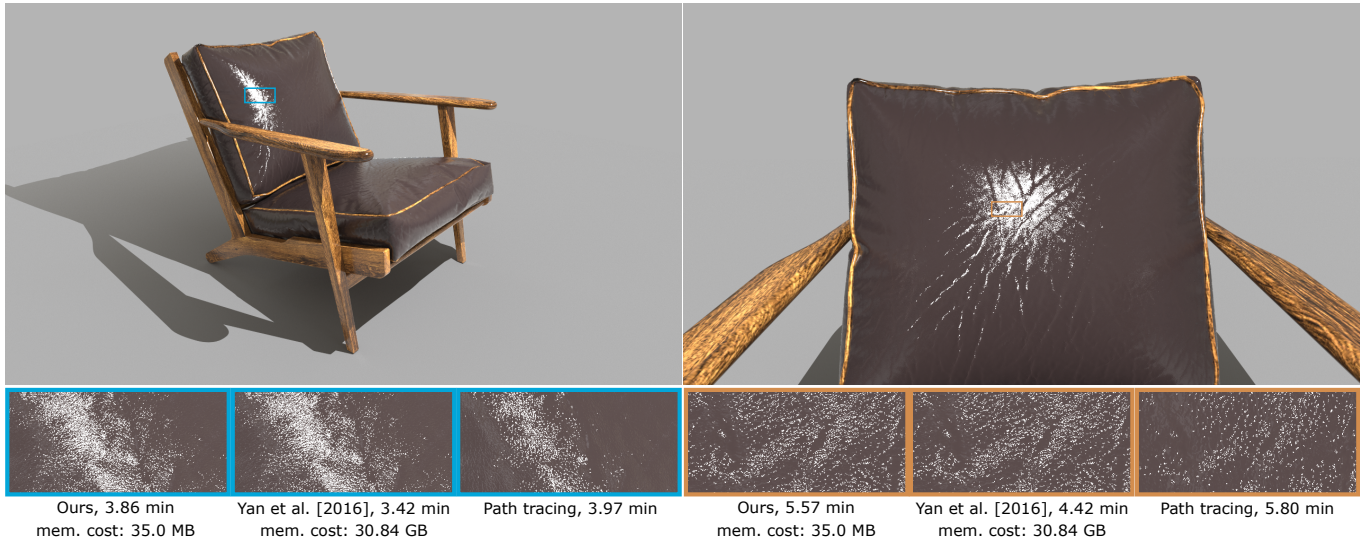 Ours, 3.86 min
mem. cost: 35.0 MB
Yan et al. [2016], 3.42 min
mem. cost: 30.84 GB
Path tracing, 3.97 min
Ours, 5.57 min
mem. cost: 35.0 MB
Yan et al. [2016], 4.42 min
mem. cost: 30.84 GB
Path tracing, 5.80 min